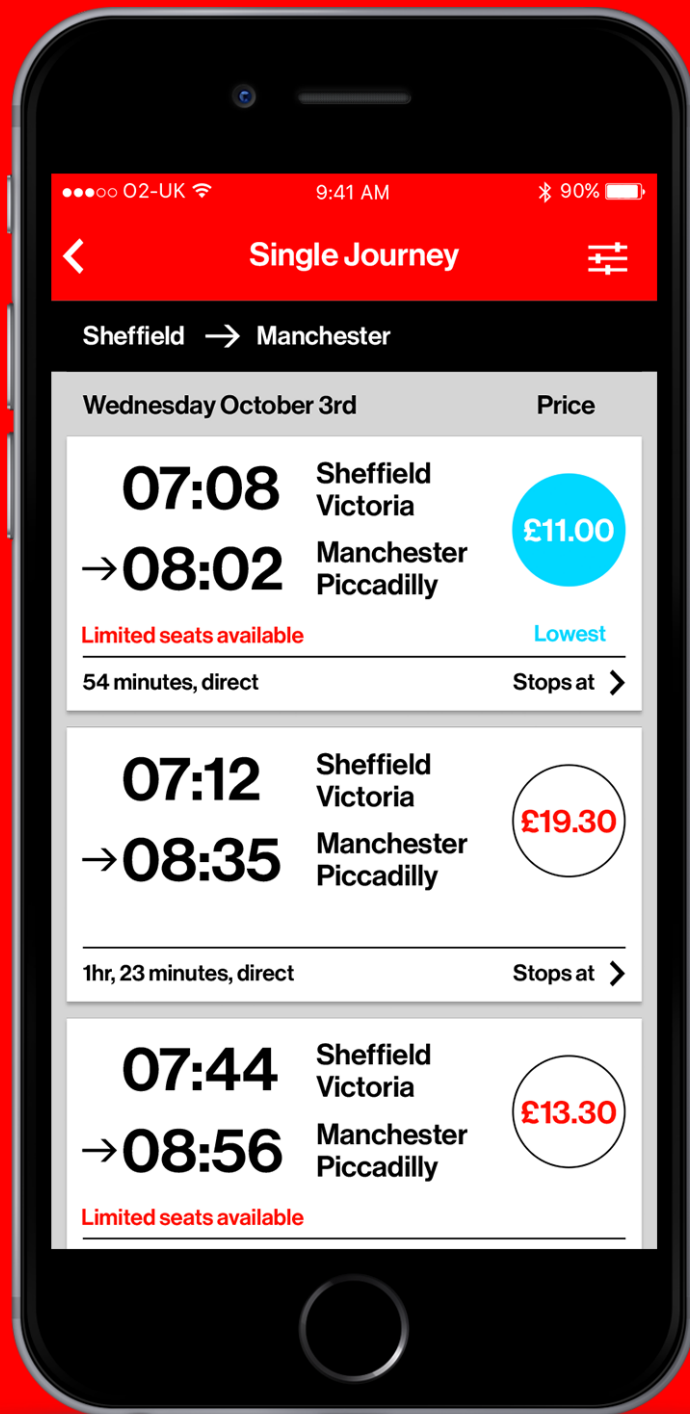 O2-UK 9:41 AM 90%
Single Journey
Sheffield → Manchester
Wednesday October 3rd Price
07:08 Sheffield
Victoria
£11.00
→08:02 Manchester
Piccadilly
Limited seats available Lowest
54 minutes, direct Stops at
07:12 Sheffield
Victoria
£19.30
→08:35 Manchester
Piccadilly
1hr, 23 minutes, direct Stops at
07:44 Sheffield
Victoria
£13.30
→08:56 Manchester
Piccadilly
Limited seats available